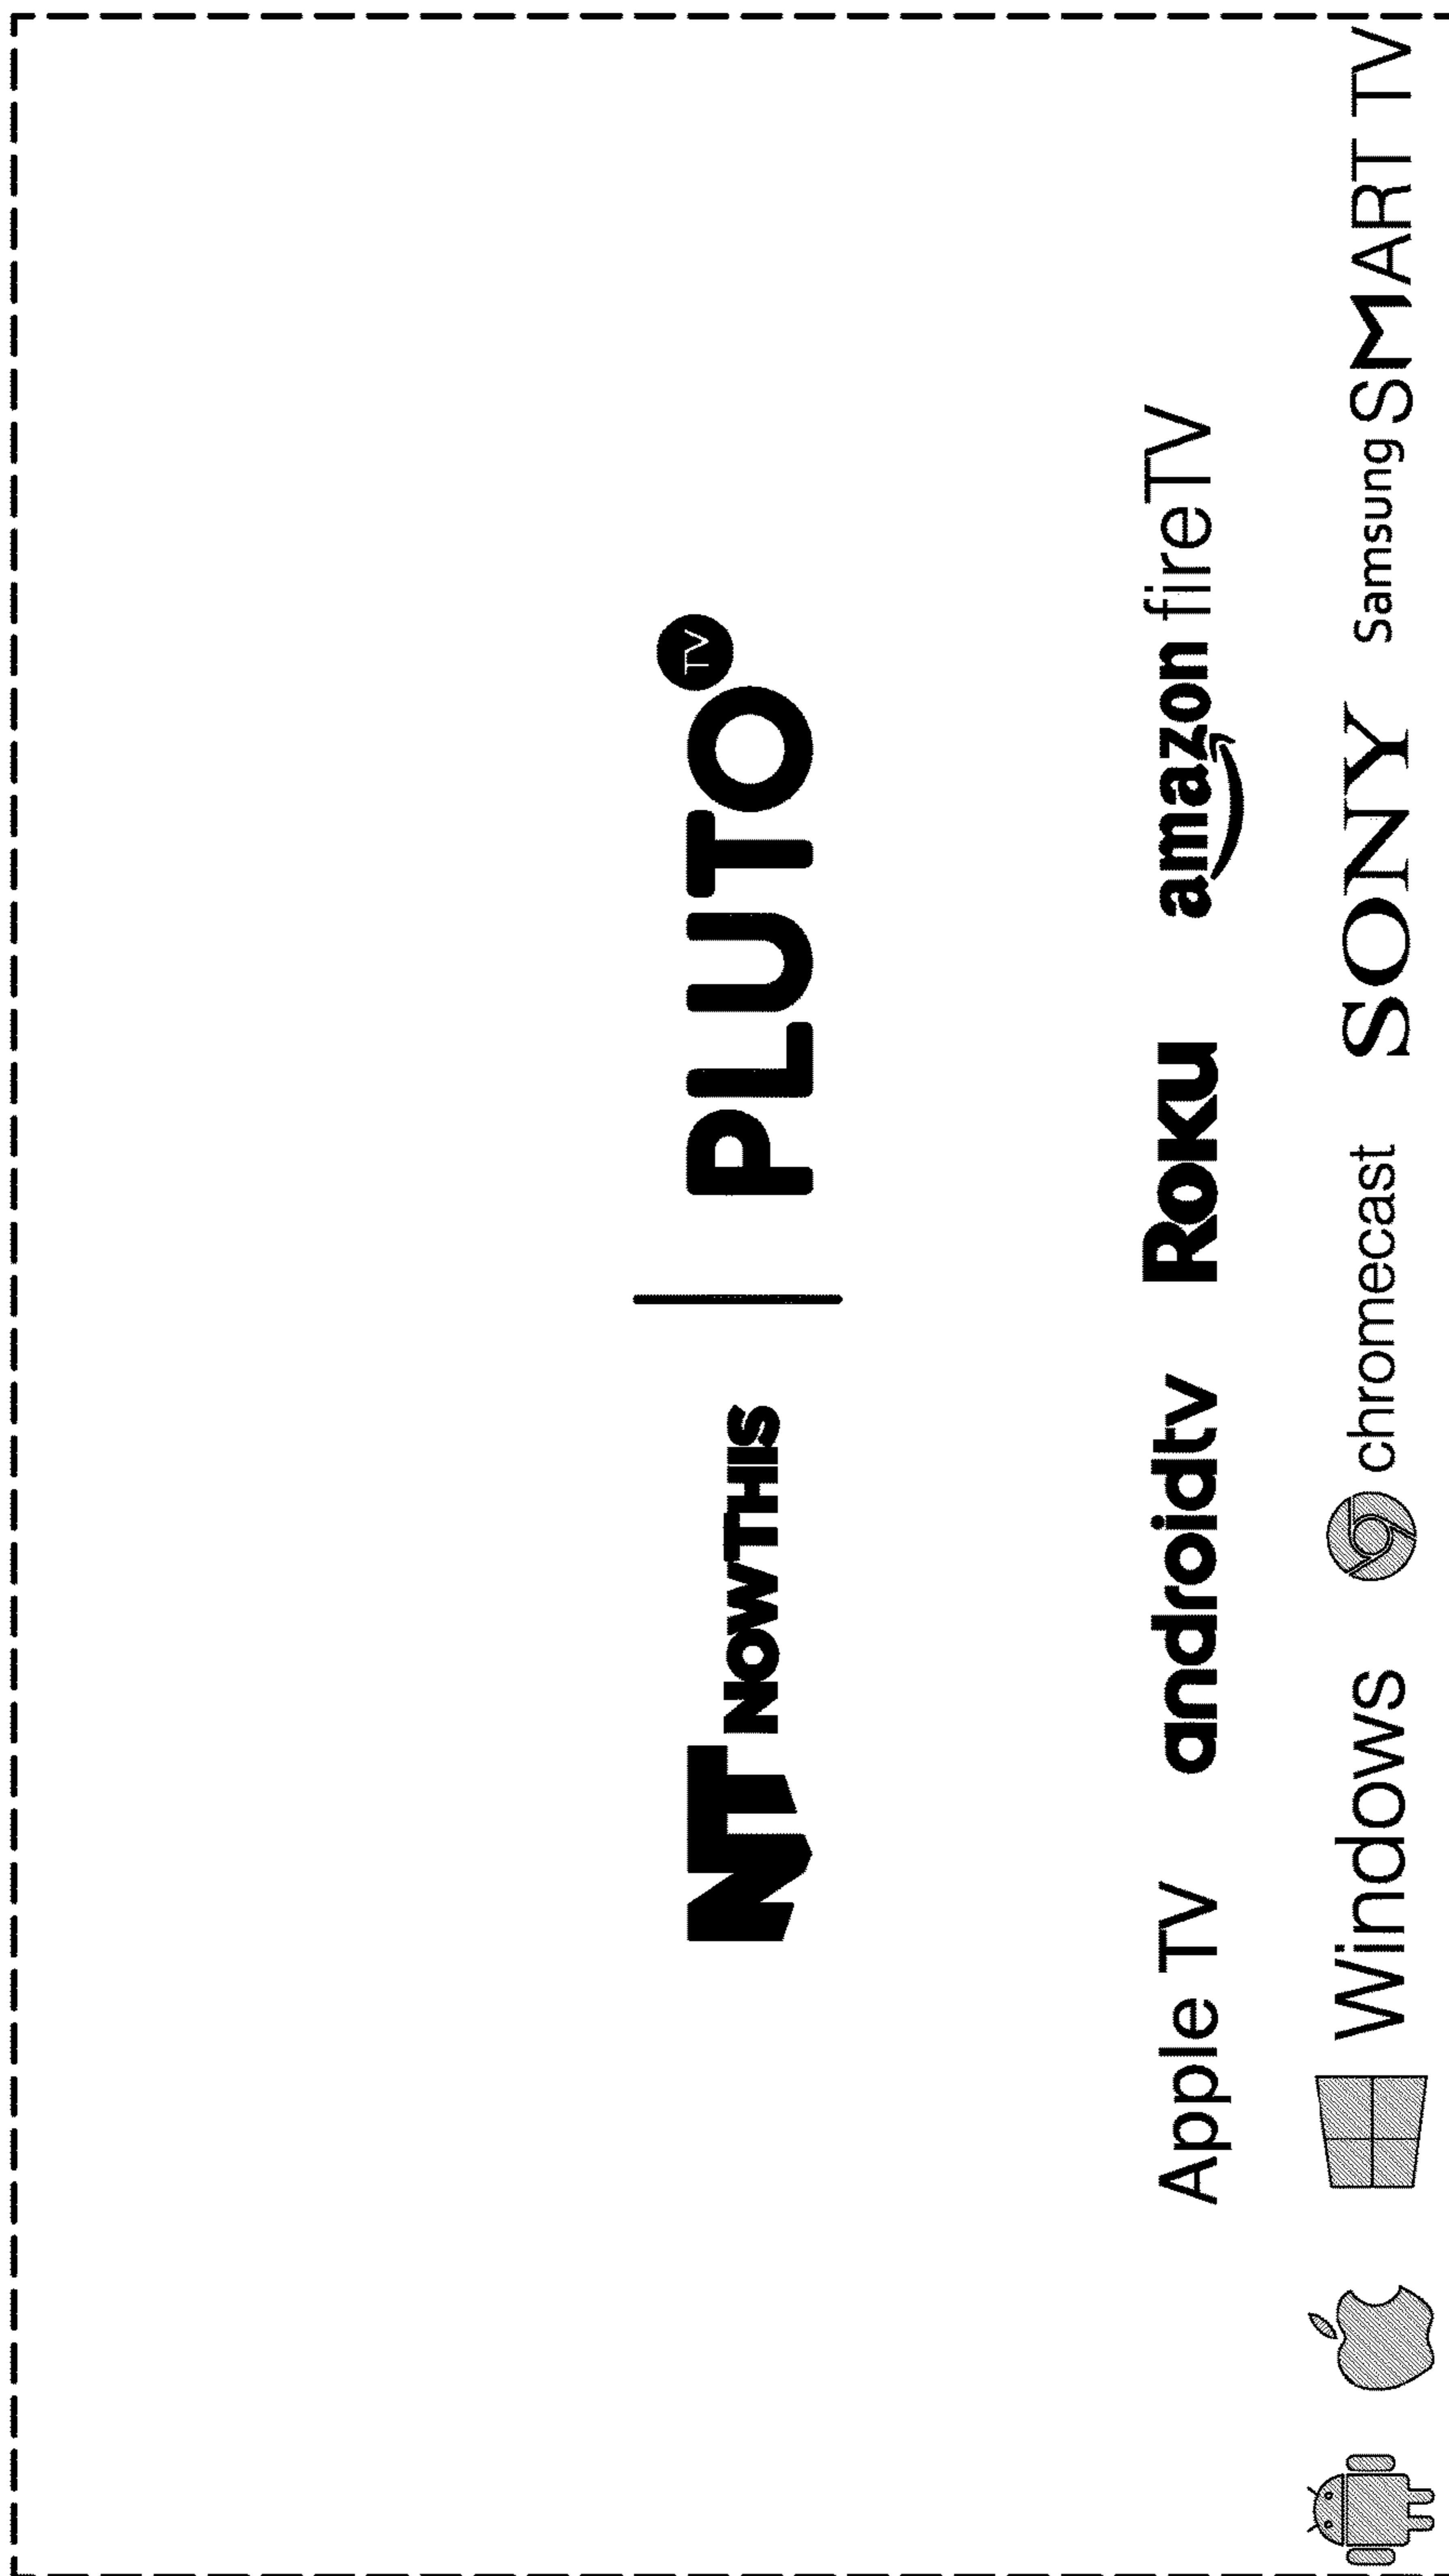 NT NOWTHIS | PLUTO TV
Apple TV androidtv Roku amazon fireTV
Windows chromecast SONY Samsung SMART TV